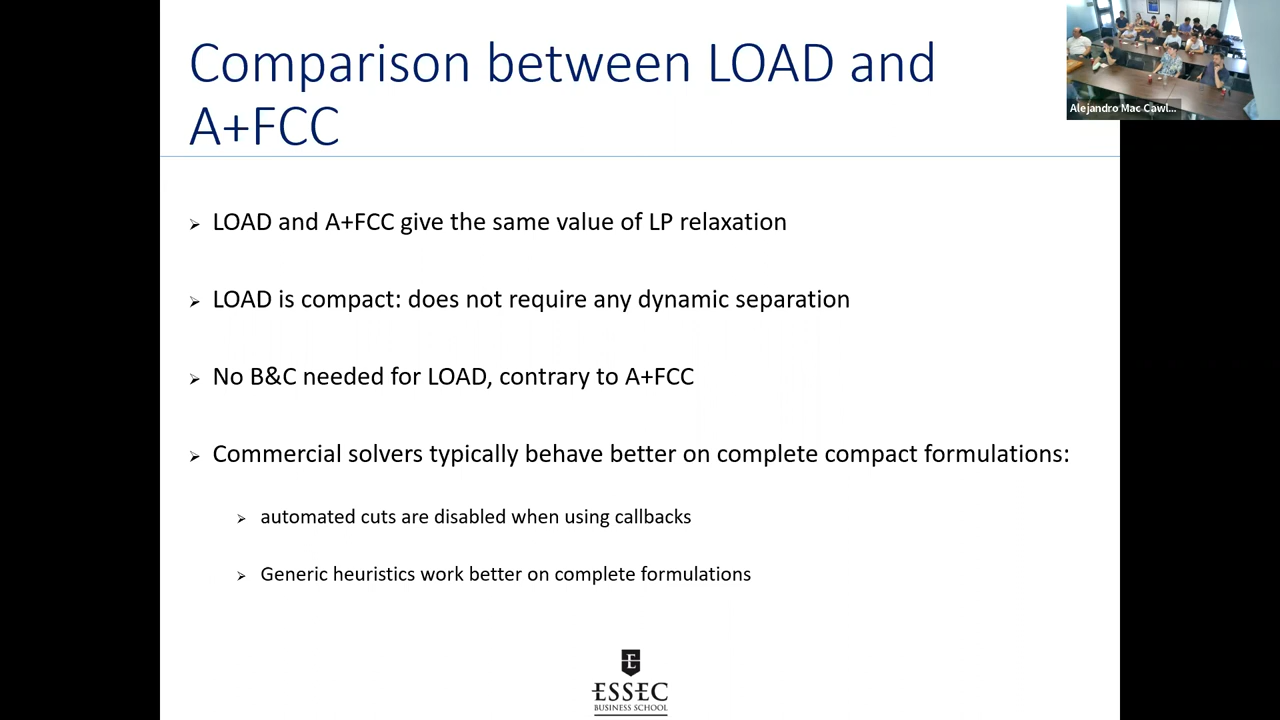 Comparison between LOAD and
A+FCC
Alejandro Mac Cawl...
➢ LOAD and A+FCC give the same value of LP relaxation
➢ LOAD is compact: does not require any dynamic separation
➢ No B&C needed for LOAD, contrary to A+FCC
➢ Commercial solvers typically behave better on complete compact formulations:
➢ automated cuts are disabled when using callbacks
➢ Generic heuristics work better on complete formulations
E
ESSEC
BUSINESS SCHOOL